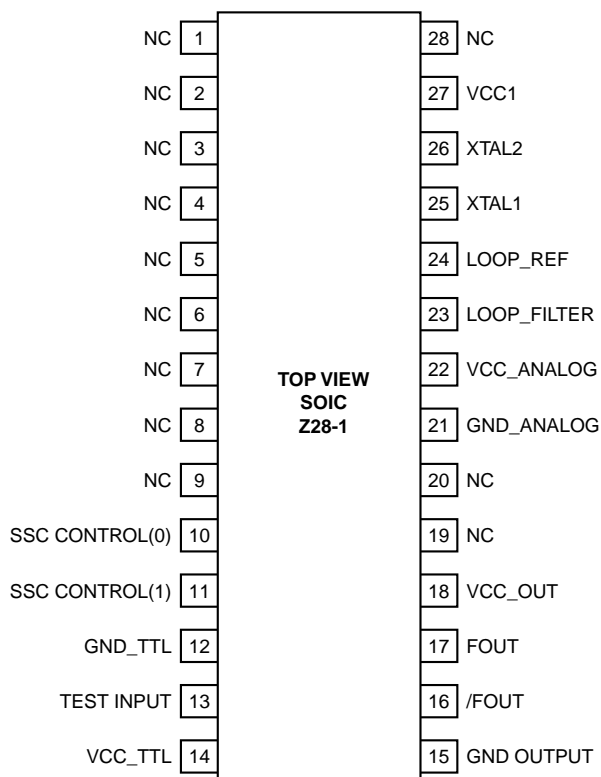 NC 1
28 NC
NC 2
27 VCC1
NC 3
26 XTAL2
NC 4
25 XTAL1
NC 5
24 LOOP_REF
NC 6
23 LOOP_FILTER
NC 7
22 VCC_ANALOG
TOP VIEW
SOIC
Z28-1
NC 8
21 GND_ANALOG
NC 9
20 NC
SSC CONTROL(0) 10
19 NC
SSC CONTROL(1) 11
18 VCC_OUT
GND_TTL 12
17 FOUT
TEST INPUT 13
16 /FOUT
VCC_TTL 14
15 GND OUTPUT